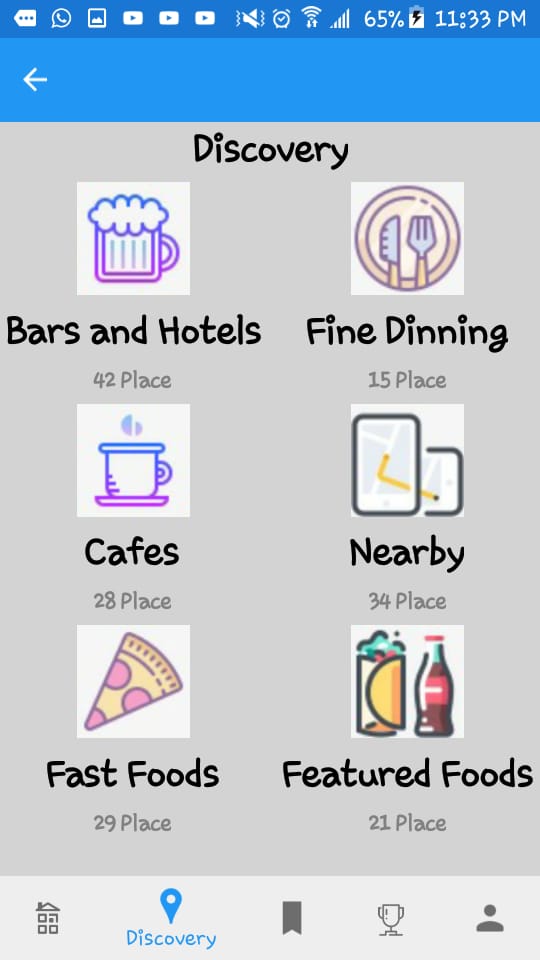 65% 11:33 PM
Discovery
Bars and Hotels
Fine Dinning
42 Place
15 Place
Cafes
Nearby
28 Place
34 Place
Fast Foods
Featured Foods
29 Place
21 Place
Discovery